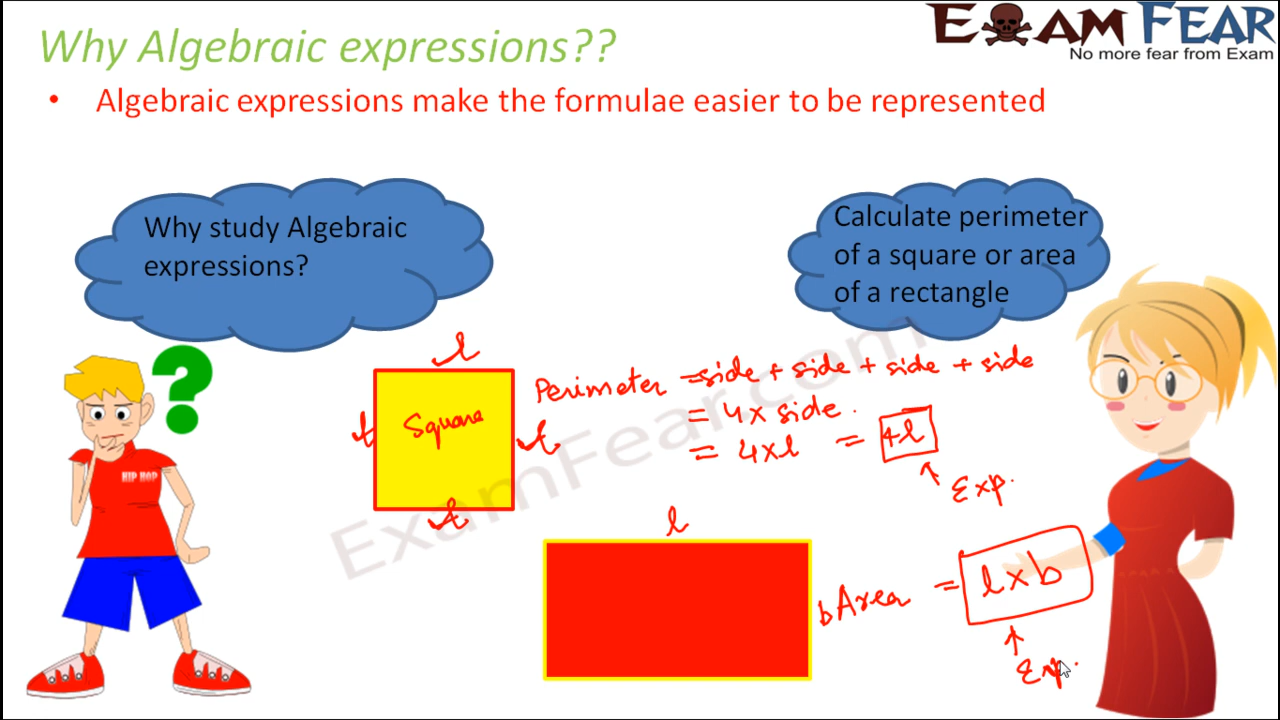 Why Algebraic expressions??
EXAM FEAR
No more fear from Exam
• Algebraic expressions make the formulae easier to be represented
Why study Algebraic
expressions?
Calculate perimeter
of a square or area
of a rectangle
HIP HOP
l
l
Square
l
l
Perimeter = side + side + side + side
= 4 x side.
= 4 x l = 4l
Exp.
l
b
Area = l x b
Exp.
ExamFear.com